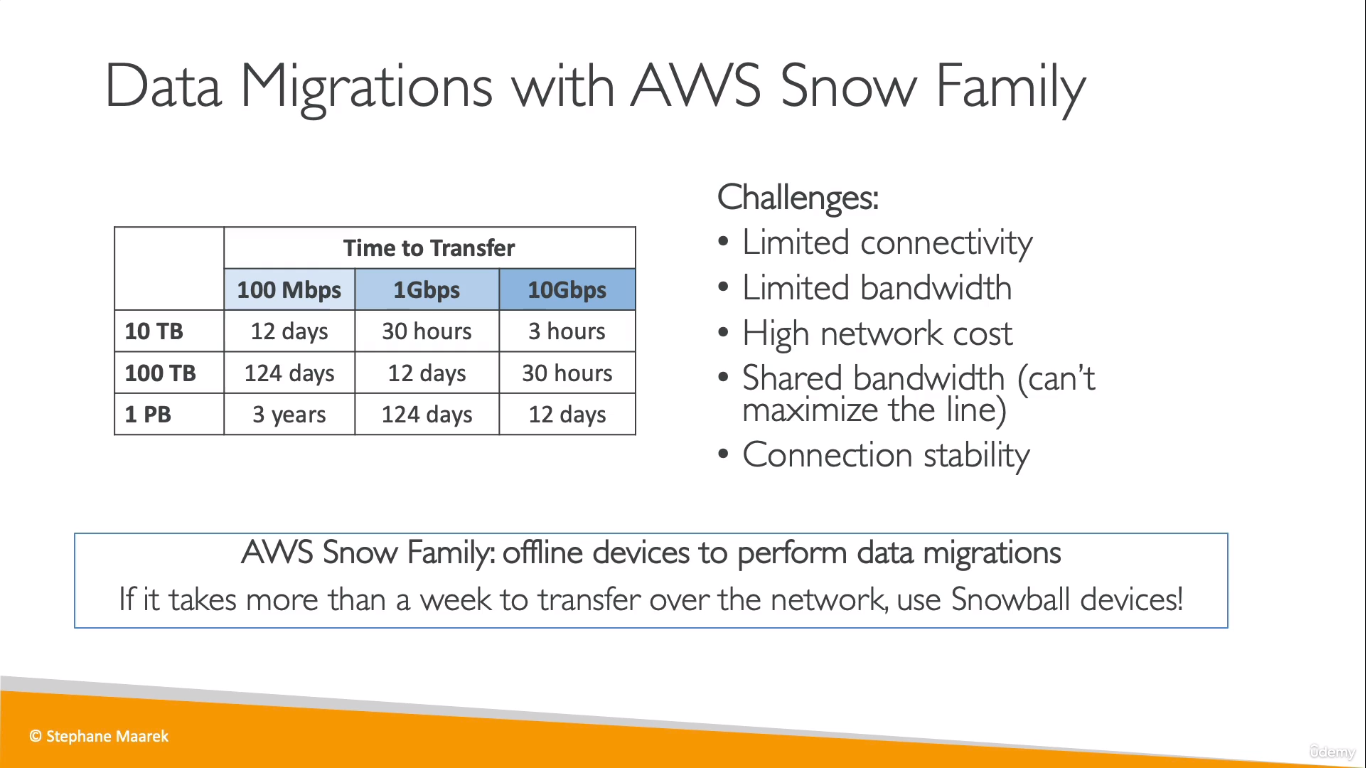 Data Migrations with AWS Snow Family
Time to Transfer
100 Mbps 1Gbps 10Gbps
10 TB 12 days 30 hours 3 hours
100 TB 124 days 12 days 30 hours
1 PB 3 years 124 days 12 days
Challenges:
• Limited connectivity
• Limited bandwidth
• High network cost
• Shared bandwidth (can't
maximize the line)
• Connection stability
AWS Snow Family: offline devices to perform data migrations
If it takes more than a week to transfer over the network, use Snowball devices!
© Stephane Maarek
ûdemy